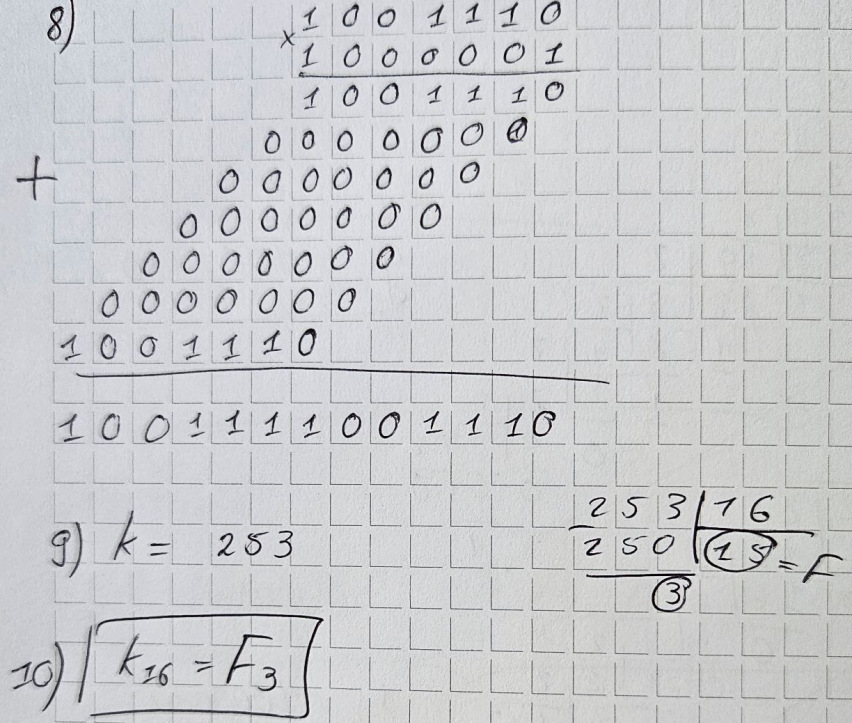 8) 1 0 0 1 1 1 0
× 1 0 0 0 0 0 1
1 0 0 1 1 1 0
0 0 0 0 0 0 0
+ 0 0 0 0 0 0 0
0 0 0 0 0 0 0
0 0 0 0 0 0 0
0 0 0 0 0 0 0
1 0 0 1 1 1 0
1 0 0 1 1 1 1 0 0 1 1 1 0
9) k = 253
253 | 16
- 250 | 15 = F
3
10) k₁₆ = F₃